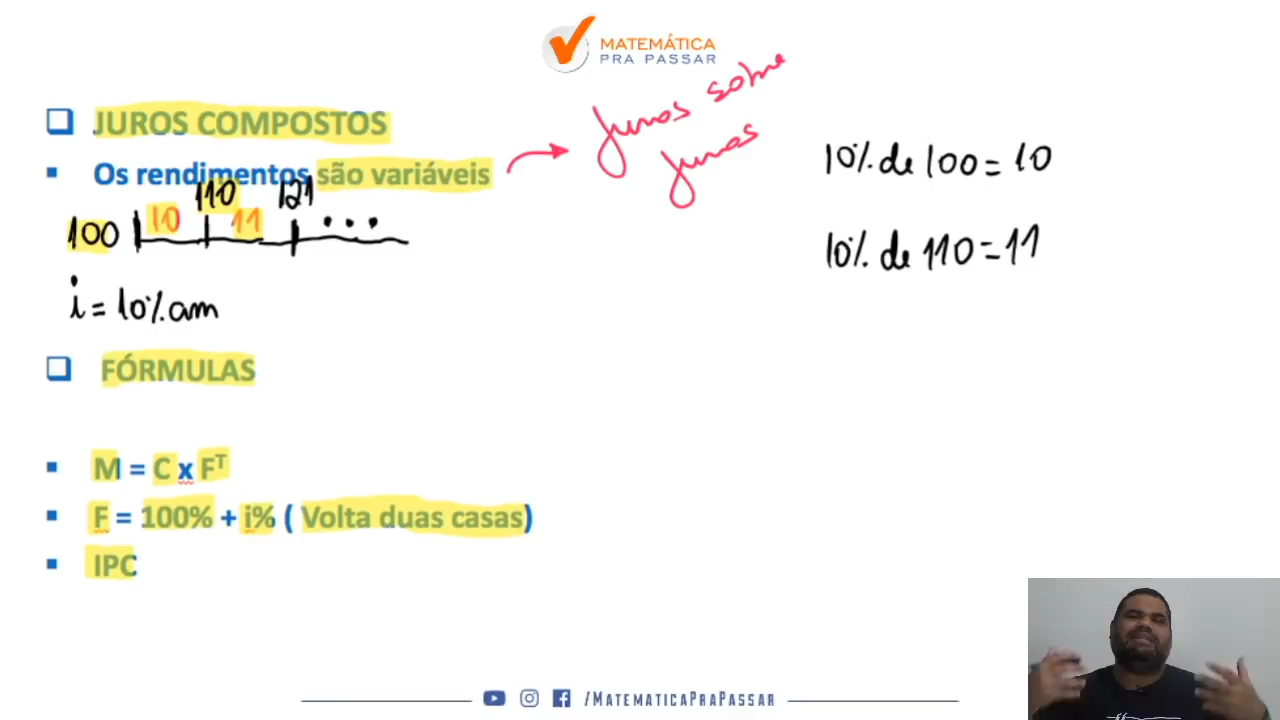 MATEMÁTICA
PRA PASSAR
JUROS COMPOSTOS
Os rendimentos são variáveis
Juros sobre
juros
10% de 100 = 10
110 121
100 10 11 ...
10% de 110 = 11
i = 10% am
FÓRMULAS
M = C x Fᵀ
F = 100% + i% ( Volta duas casas)
IPC
/MATEMATICAPRAPASSAR